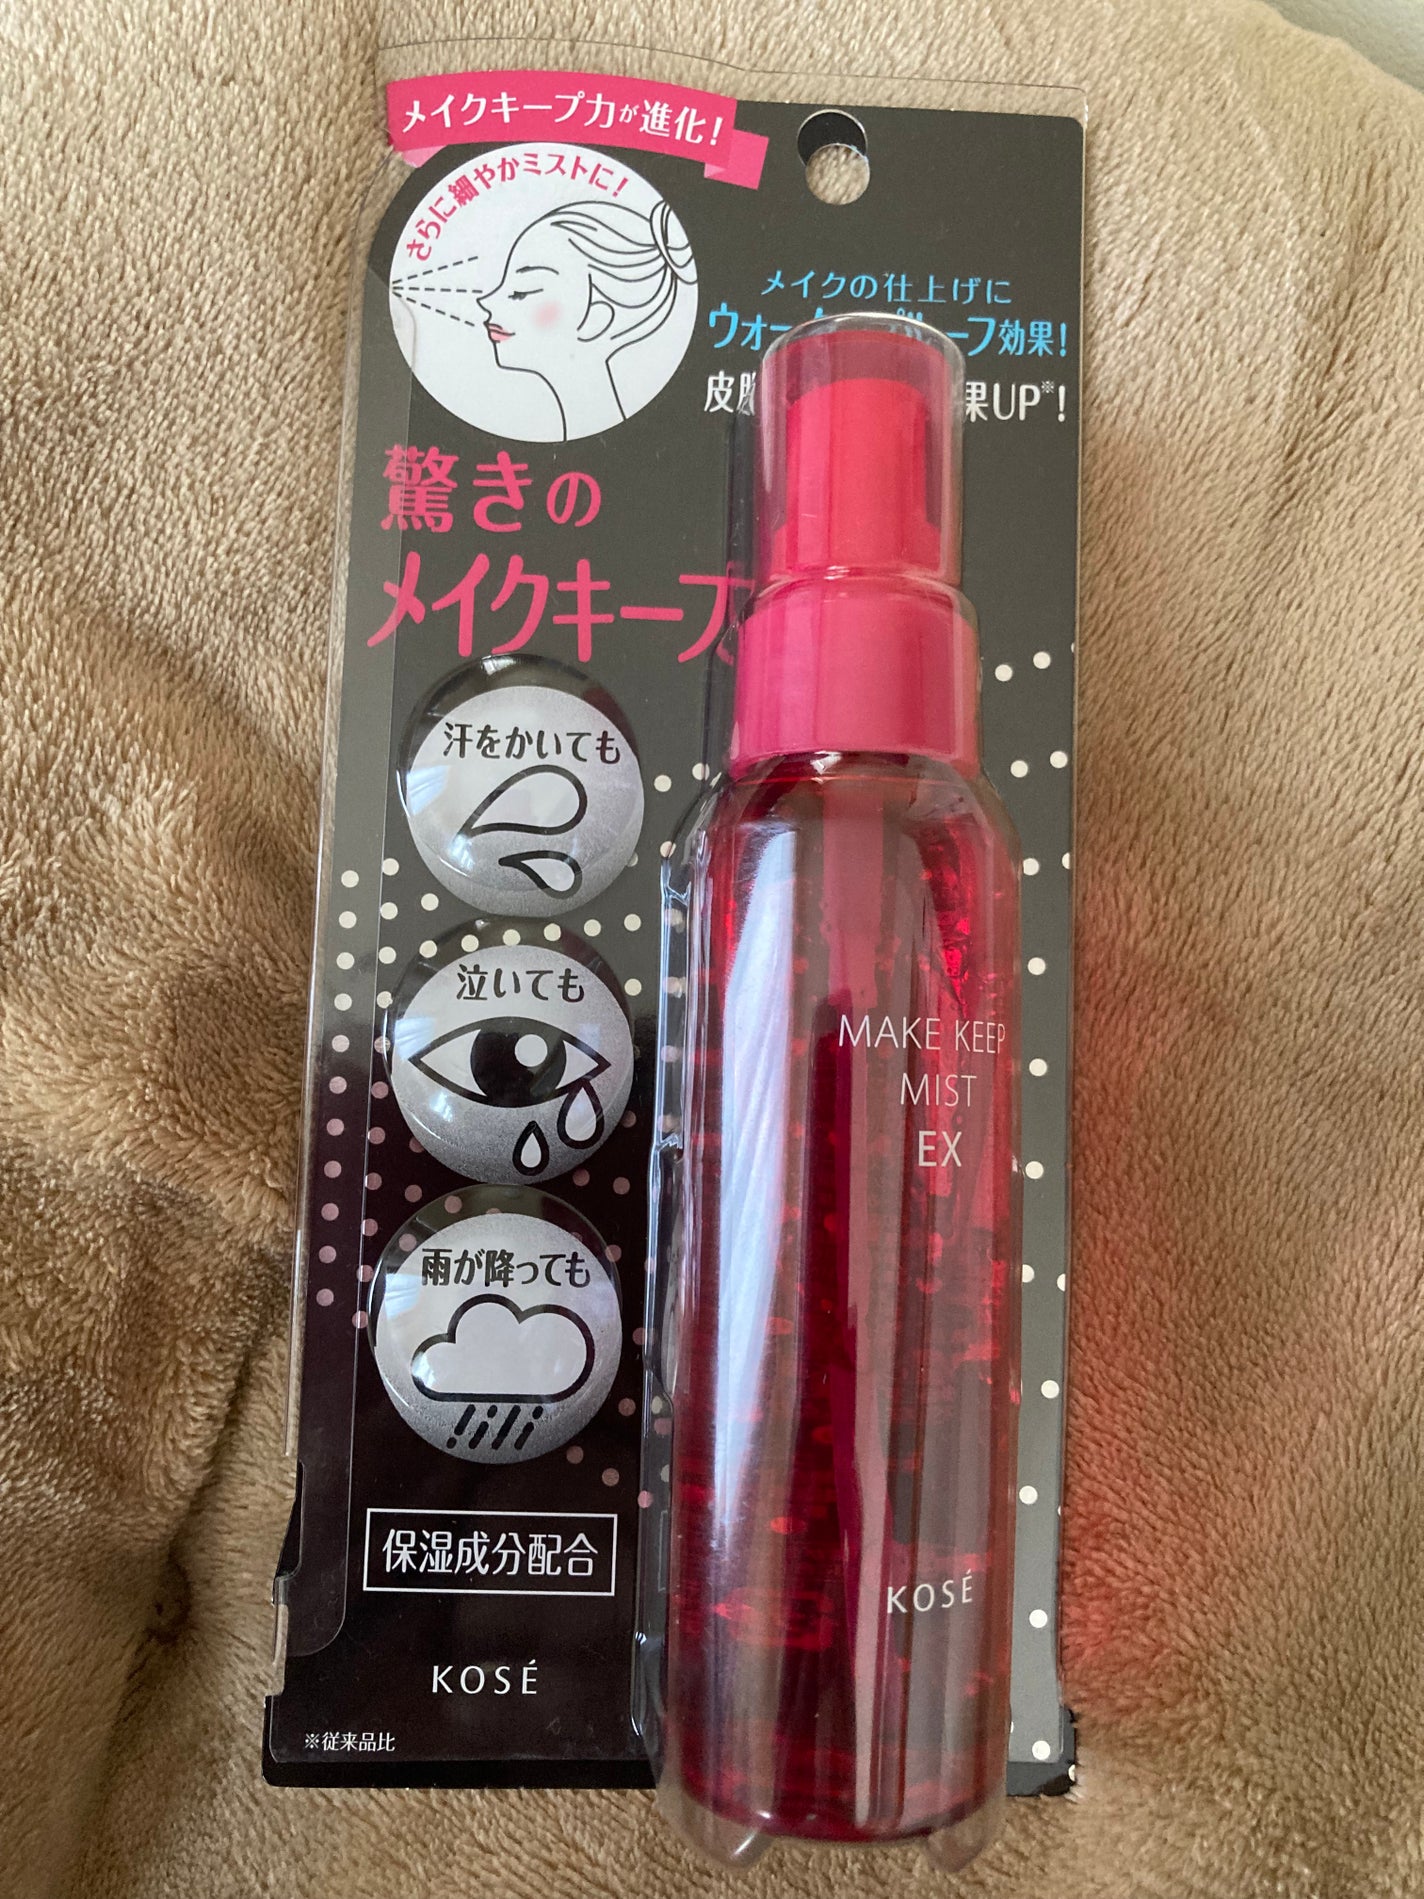 メイクキープ力が進化!
さらに細やかミストに!
メイクの仕上げに
効果!
果UP※!
驚きの
メイクキープ
汗をかいても
泣いても
雨が降っても
保湿成分配合
KOSÉ
※従来品比
MAKE KEEP
MIST
EX
KOSÉ